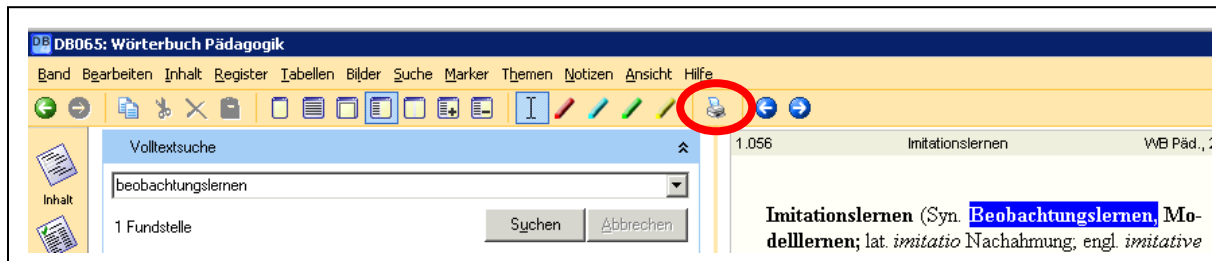 DB DB065: Wörterbuch Pädagogik
Band Bearbeiten Inhalt Register Tabellen Bilder Suche Marker Themen Notizen Ansicht Hilfe
Volltextsuche
beobachtungslernen
1 Fundstelle Suchen Abbrechen
Inhalt
1.056 Imitationslernen WB Päd., 2
Imitationslernen (Syn. Beobachtungslernen, Mo-
delllernen; lat. imitatio Nachahmung; engl. imitative